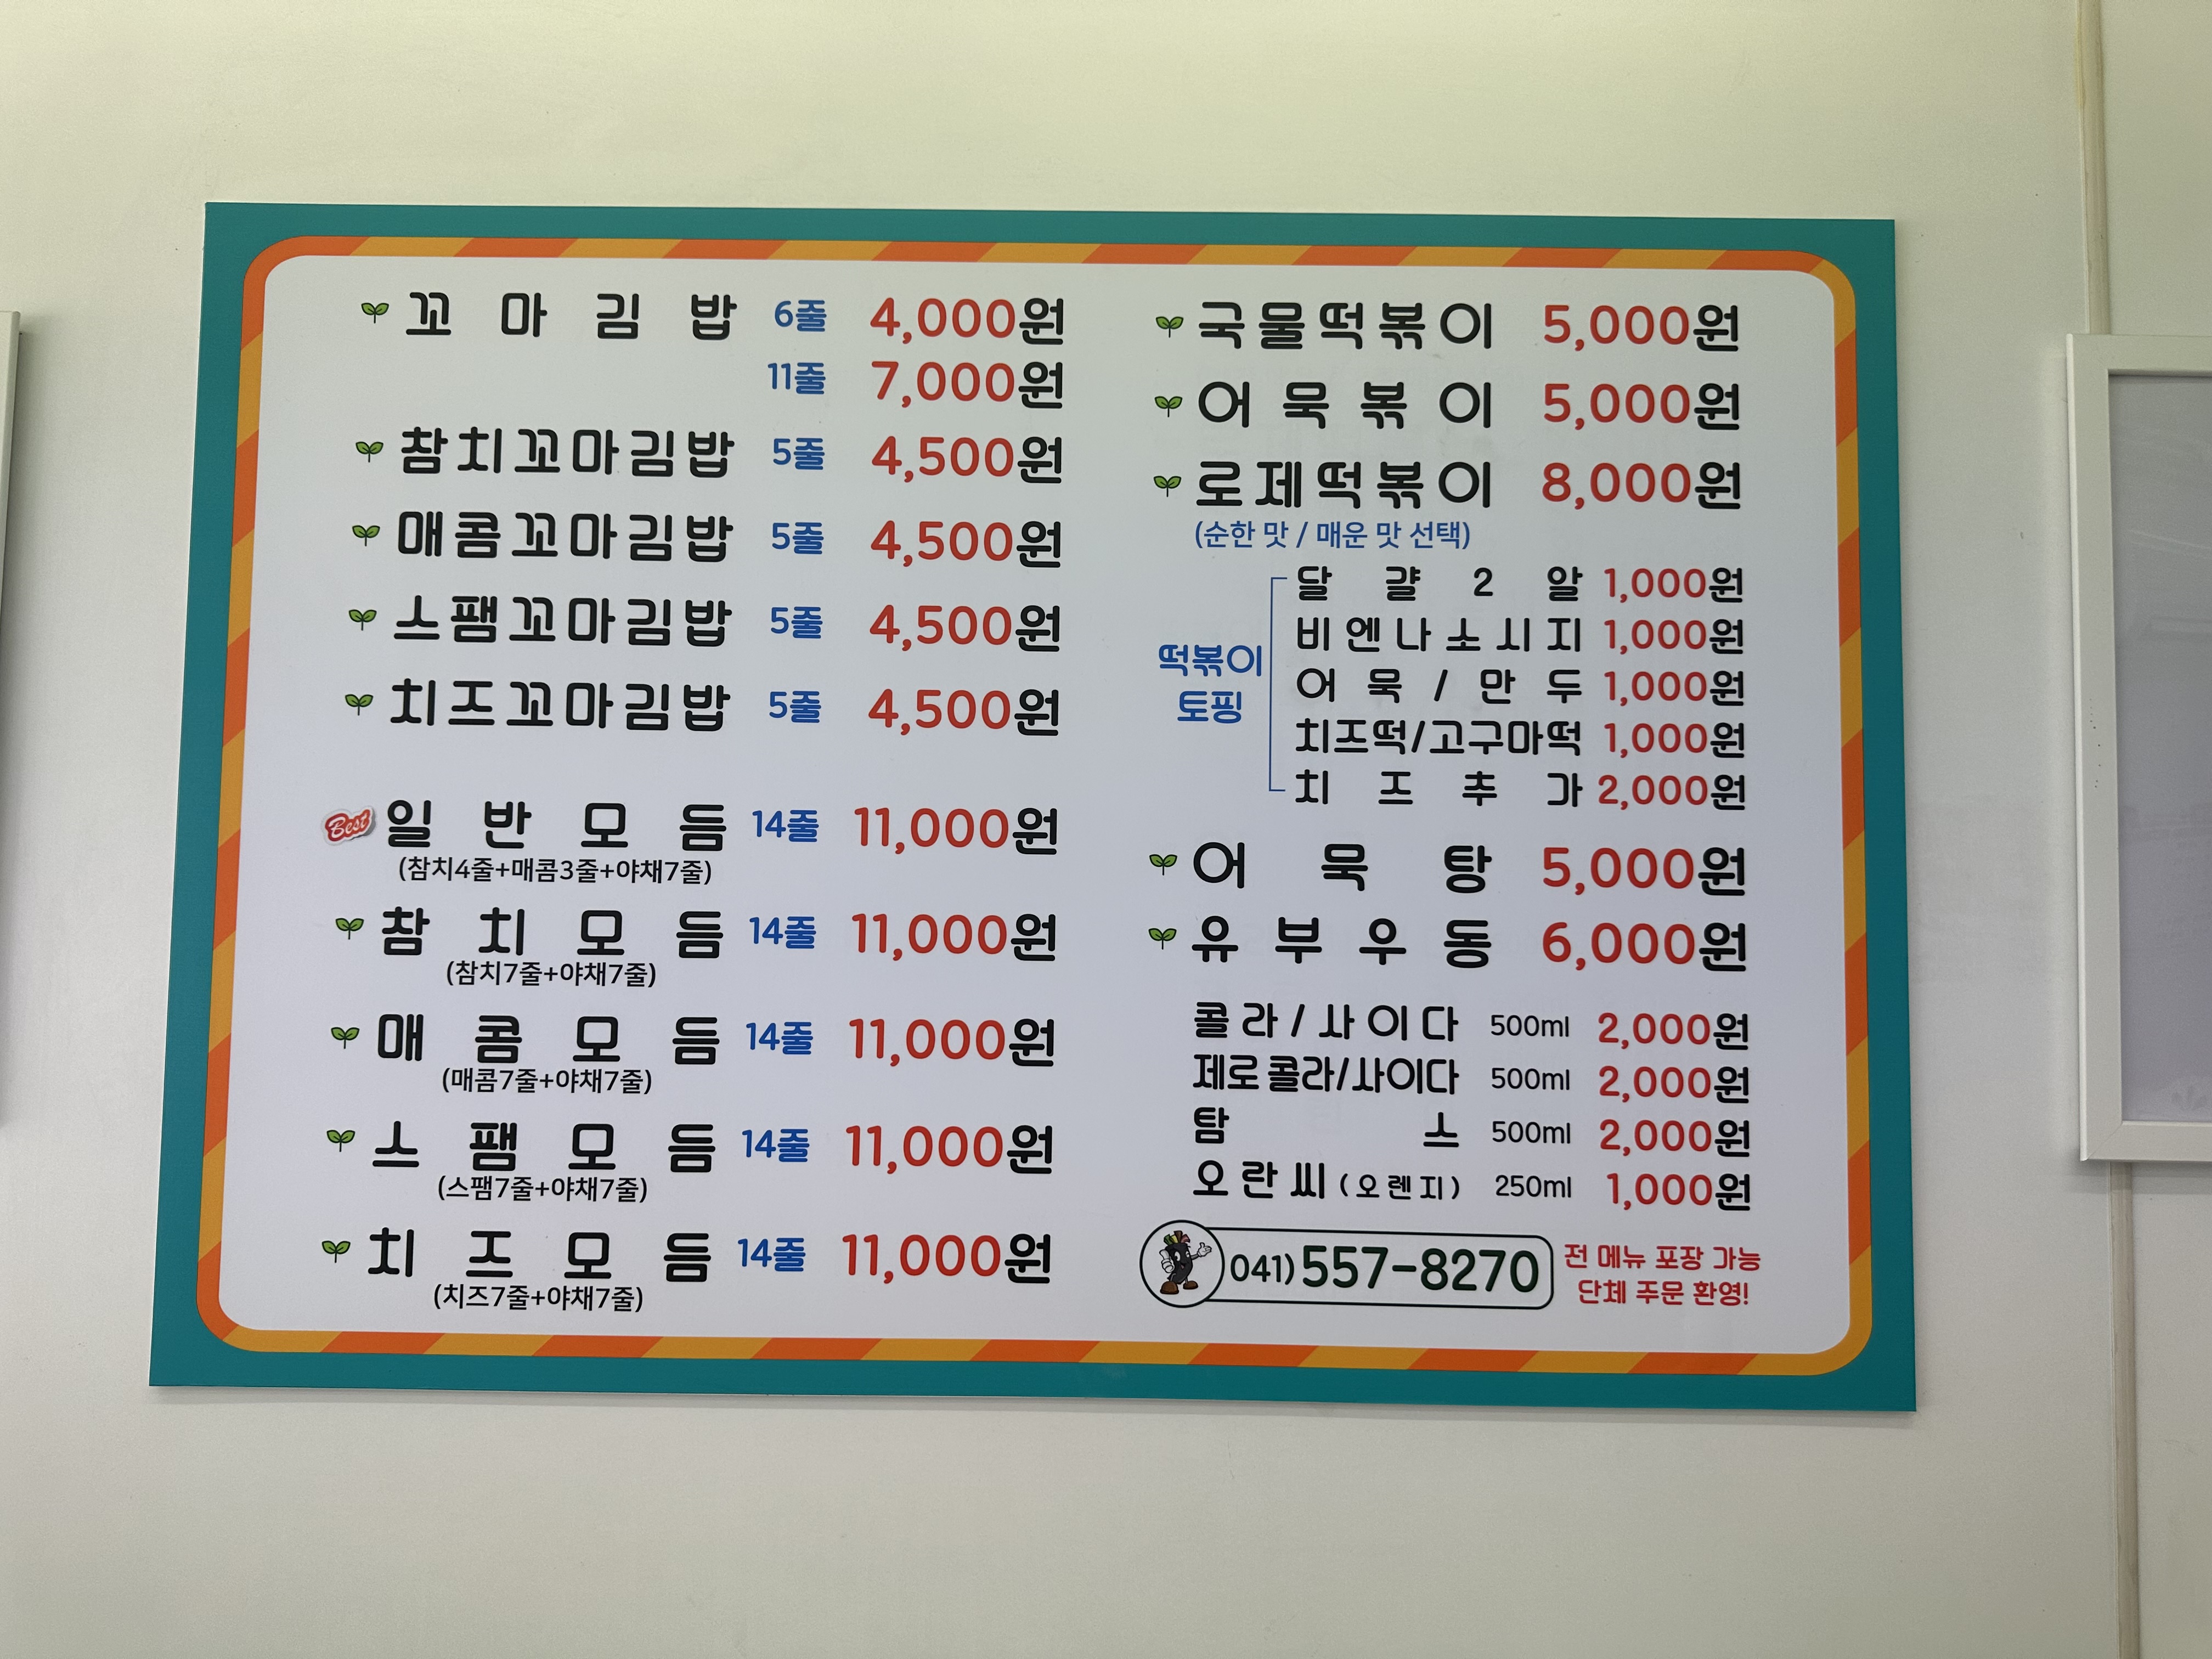 꼬마김밥 6줄 4,000원
11줄 7,000원
참치꼬마김밥 5줄 4,500원
매콤꼬마김밥 5줄 4,500원
스팸꼬마김밥 5줄 4,500원
치즈꼬마김밥 5줄 4,500원
Best 일반모듬 14줄 11,000원
(참치4줄+매콤3줄+야채7줄)
참치모듬 14줄 11,000원
(참치7줄+야채7줄)
매콤모듬 14줄 11,000원
(매콤7줄+야채7줄)
스팸모듬 14줄 11,000원
(스팸7줄+야채7줄)
치즈모듬 14줄 11,000원
(치즈7줄+야채7줄)
국물떡볶이 5,000원
어묵볶이 5,000원
로제떡볶이 8,000원
(순한 맛 / 매운 맛 선택)
떡볶이
토핑
달걀 2알 1,000원
비엔나소시지 1,000원
어묵/만두 1,000원
치즈떡/고구마떡 1,000원
치즈추가 2,000원
어묵탕 5,000원
유부우동 6,000원
콜라/사이다 500ml 2,000원
제로콜라/사이다 500ml 2,000원
탐스 500ml 2,000원
오란씨(오렌지) 250ml 1,000원
041)557-8270
전 메뉴 포장 가능
단체 주문 환영!